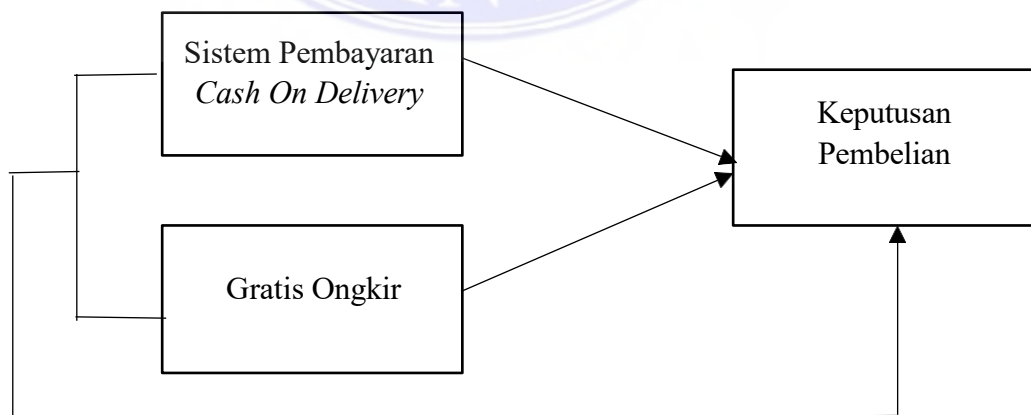 Sistem Pembayaran
Cash On Delivery
Keputusan
Pembelian
Gratis Ongkir